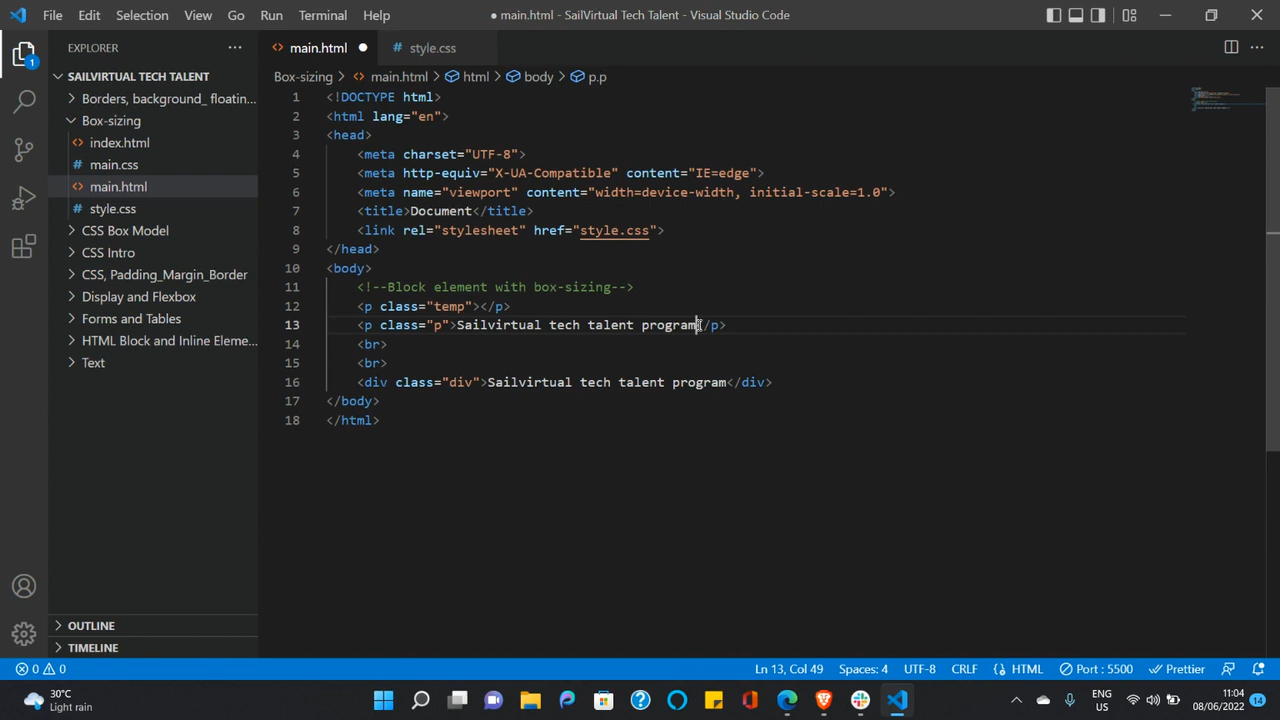 File Edit Selection View Go Run Terminal Help
● main.html - SailVirtual Tech Talent - Visual Studio Code
EXPLORER
main.html
style.css
1
SAILVIRTUAL TECH TALENT
Borders, background_ floatin...
Box-sizing
index.html
main.css
main.html
style.css
CSS Box Model
CSS Intro
CSS, Padding_Margin_Border
Display and Flexbox
Forms and Tables
HTML Block and Inline Eleme...
Text
OUTLINE
TIMELINE
Box-sizing > main.html > html > body > p.p
1 <!DOCTYPE html>
2 <html lang="en">
3 <head>
4 <meta charset="UTF-8">
5 <meta http-equiv="X-UA-Compatible" content="IE=edge">
6 <meta name="viewport" content="width=device-width, initial-scale=1.0">
7 <title>Document</title>
8 <link rel="stylesheet" href="style.css">
9 </head>
10 <body>
11 <!--Block element with box-sizing-->
12 <p class="temp"></p>
13 <p class="p">Sailvirtual tech talent program</p>
14 <br>
15 <br>
16 <div class="div">Sailvirtual tech talent program</div>
17 </body>
18 </html>
0 0
Ln 13, Col 49 Spaces: 4 UTF-8 CRLF HTML Port : 5500 Prettier
30°C
Light rain
ENG
US
11:04
08/06/2022
14